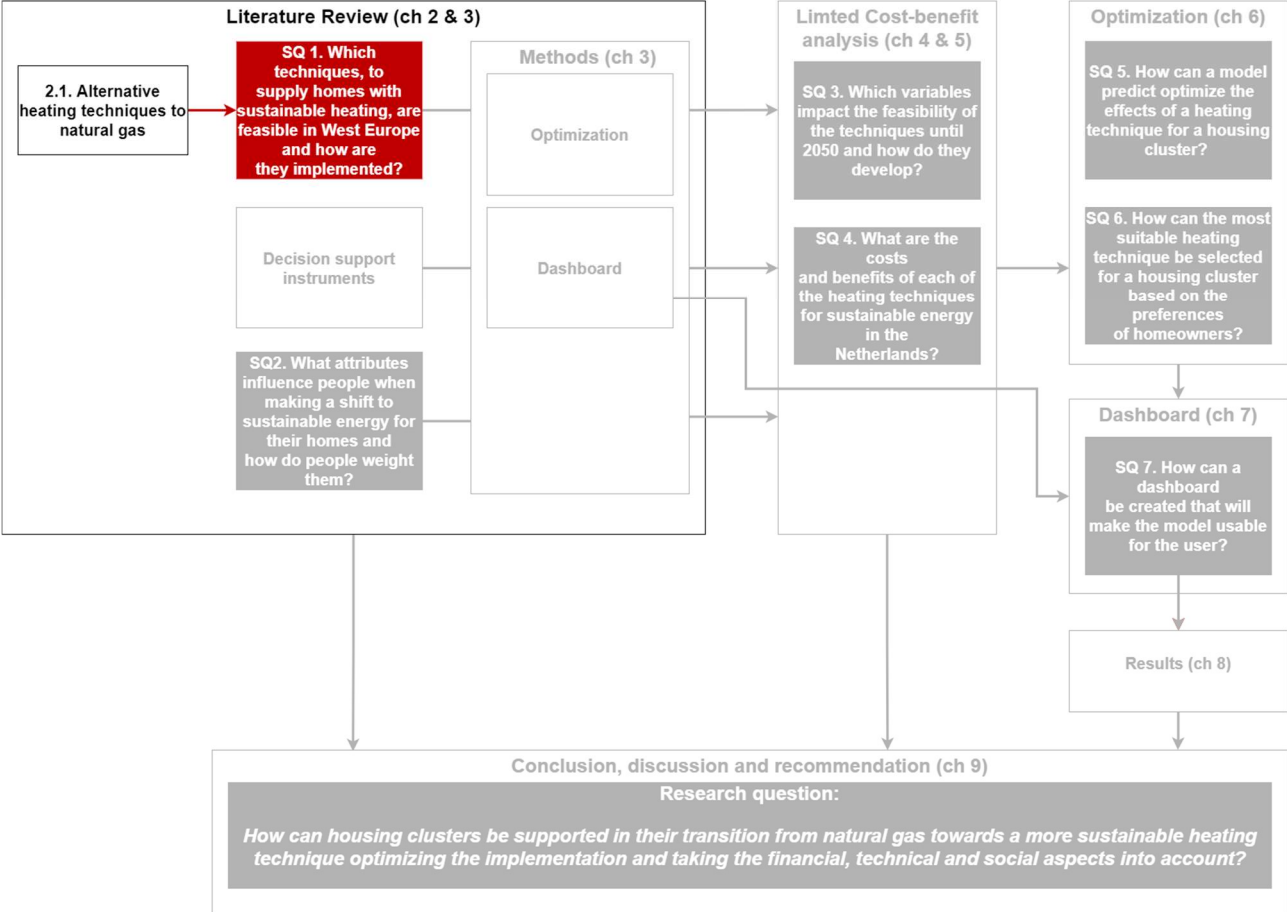 Literature Review (ch 2 & 3)
2.1. Alternative
heating techniques to
natural gas
SQ 1. Which
techniques, to
supply homes with
sustainable heating, are
feasible in West Europe
and how are
they implemented?
Decision support
instruments
SQ2. What attributes
influence people when
making a shift to
sustainable energy for
their homes and
how do people weight
them?
Methods (ch 3)
Optimization
Dashboard
Limted Cost-benefit
analysis (ch 4 & 5)
SQ 3. Which variables
impact the feasibility of
the techniques until
2050 and how do they
develop?
SQ 4. What are the
costs
and benefits of each of
the heating techniques
for sustainable energy
in the
Netherlands?
Optimization (ch 6)
SQ 5. How can a model
predict optimize the
effects of a heating
technique for a housing
cluster?
SQ 6. How can the most
suitable heating
technique be selected
for a housing cluster
based on the
preferences
of homeowners?
Dashboard (ch 7)
SQ 7. How can a
dashboard
be created that will
make the model usable
for the user?
Results (ch 8)
Conclusion, discussion and recommendation (ch 9)
Research question:
How can housing clusters be supported in their transition from natural gas towards a more sustainable heating
technique optimizing the implementation and taking the financial, technical and social aspects into account?